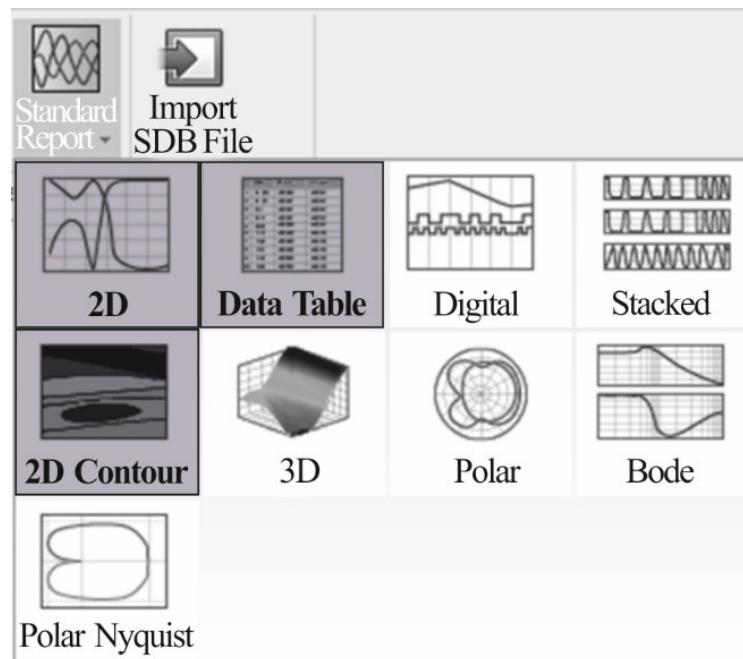 Standard
Report
Import
SDB File
2D
Data Table
Digital
Stacked
2D Contour
3D
Polar
Bode
Polar Nyquist